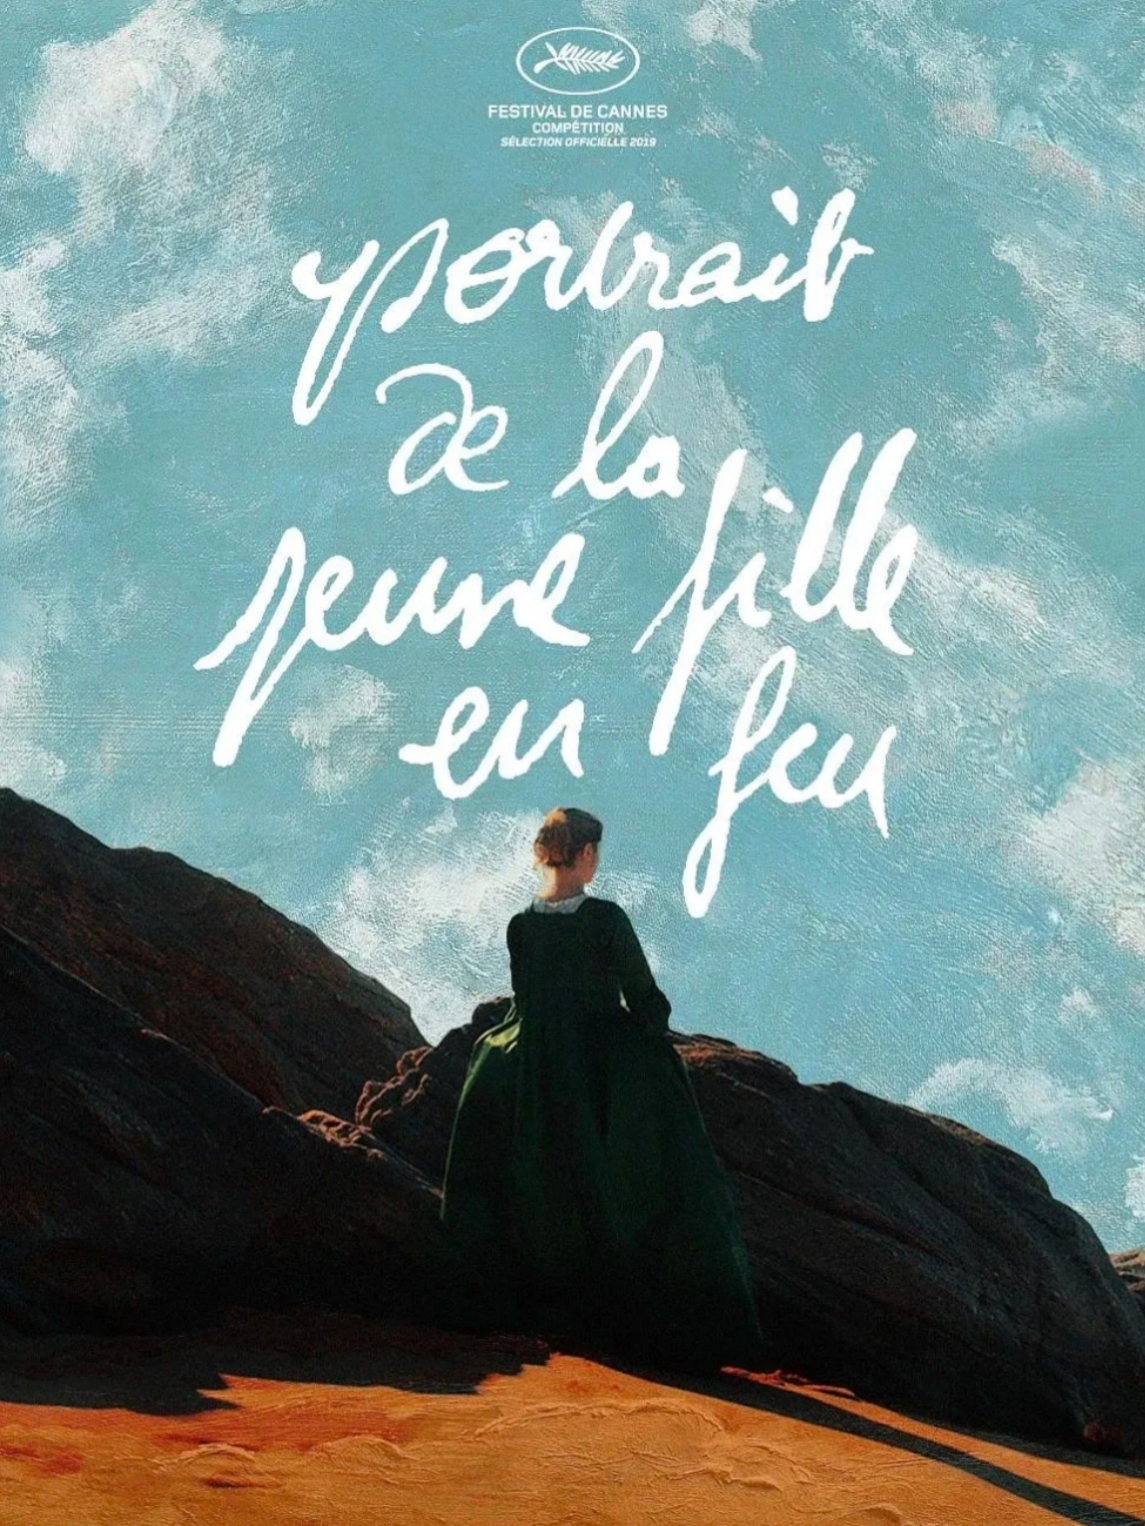 FESTIVAL DE CANNES
COMPÉTITION
SÉLECTION OFFICIELLE 2019
portrait
de la
jeune fille
en feu